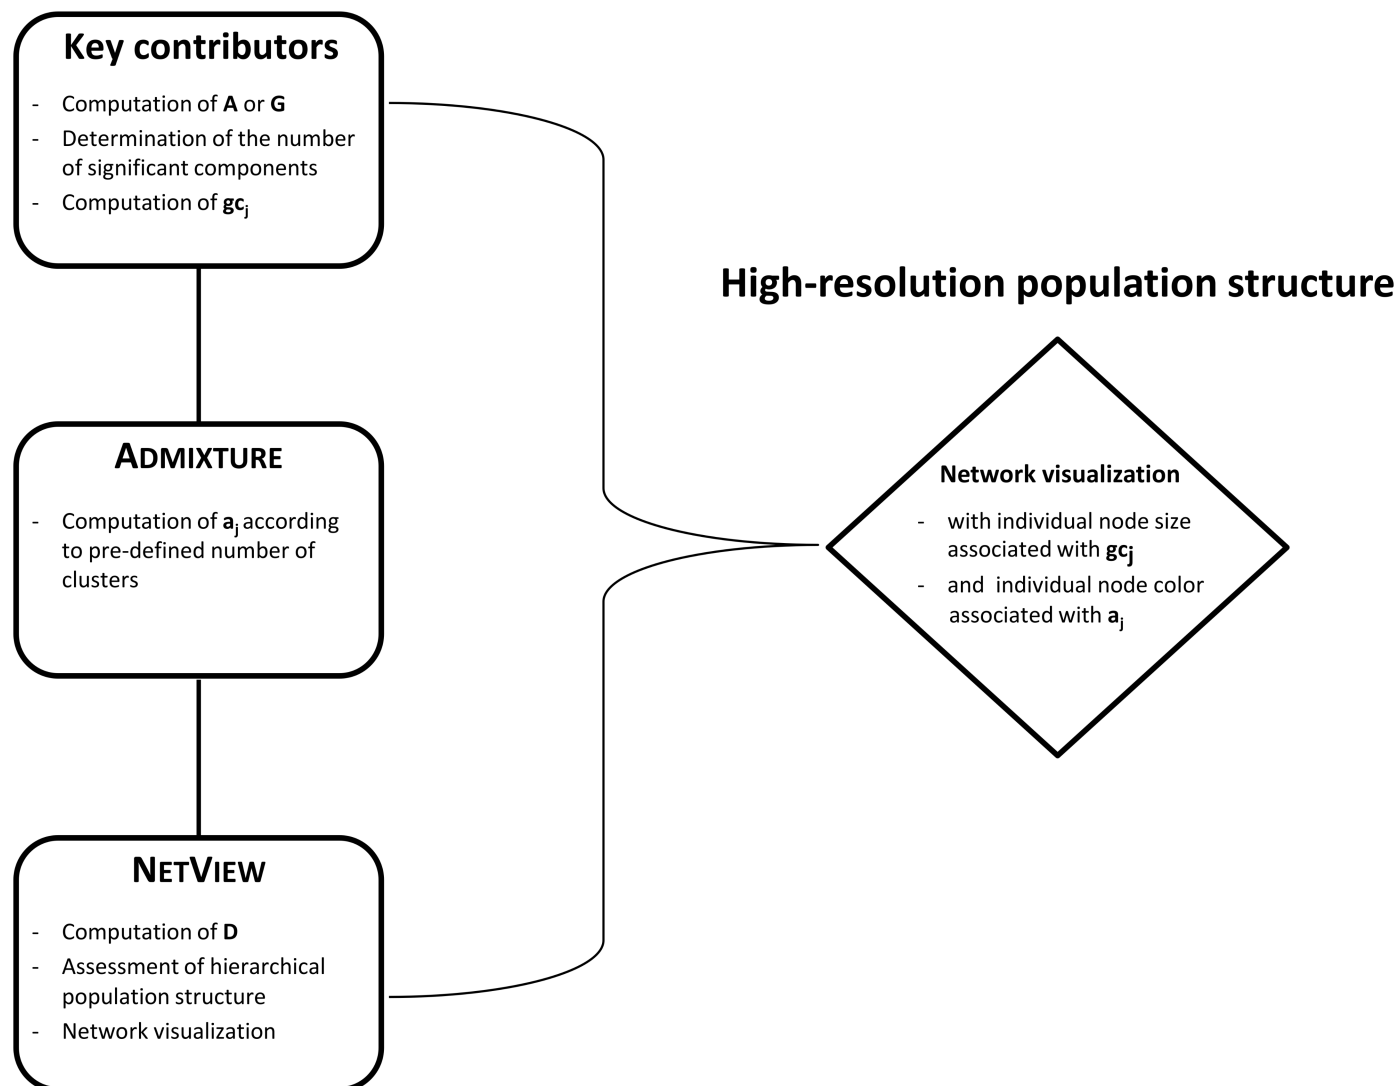 Key contributors
- Computation of A or G
- Determination of the number
of significant components
- Computation of gcj
High-resolution population structure
ADMIXTURE
- Computation of aj according
to pre-defined number of
clusters
Network visualization
- with individual node size
associated with gcj
- and individual node color
associated with aj
NETVIEW
- Computation of D
- Assessment of hierarchical
population structure
- Network visualization